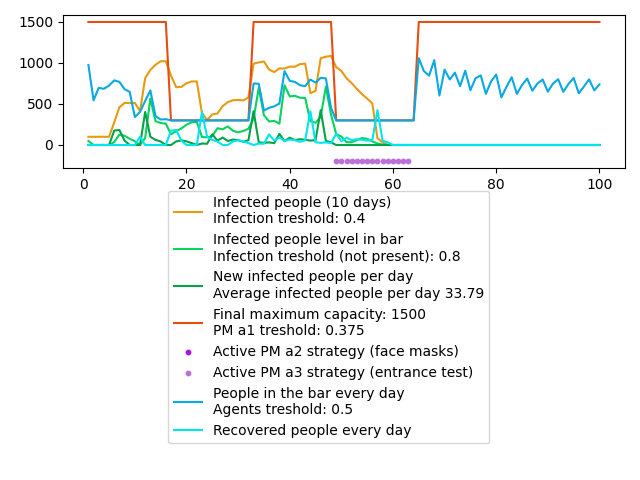 1500
1000
500
0
0 20 40 60 80 100
Infected people (10 days)
Infection treshold: 0.4
Infected people level in bar
Infection treshold (not present): 0.8
New infected people per day
Average infected people per day 33.79
Final maximum capacity: 1500
PM a1 treshold: 0.375
Active PM a2 strategy (face masks)
Active PM a3 strategy (entrance test)
People in the bar every day
Agents treshold: 0.5
Recovered people every day